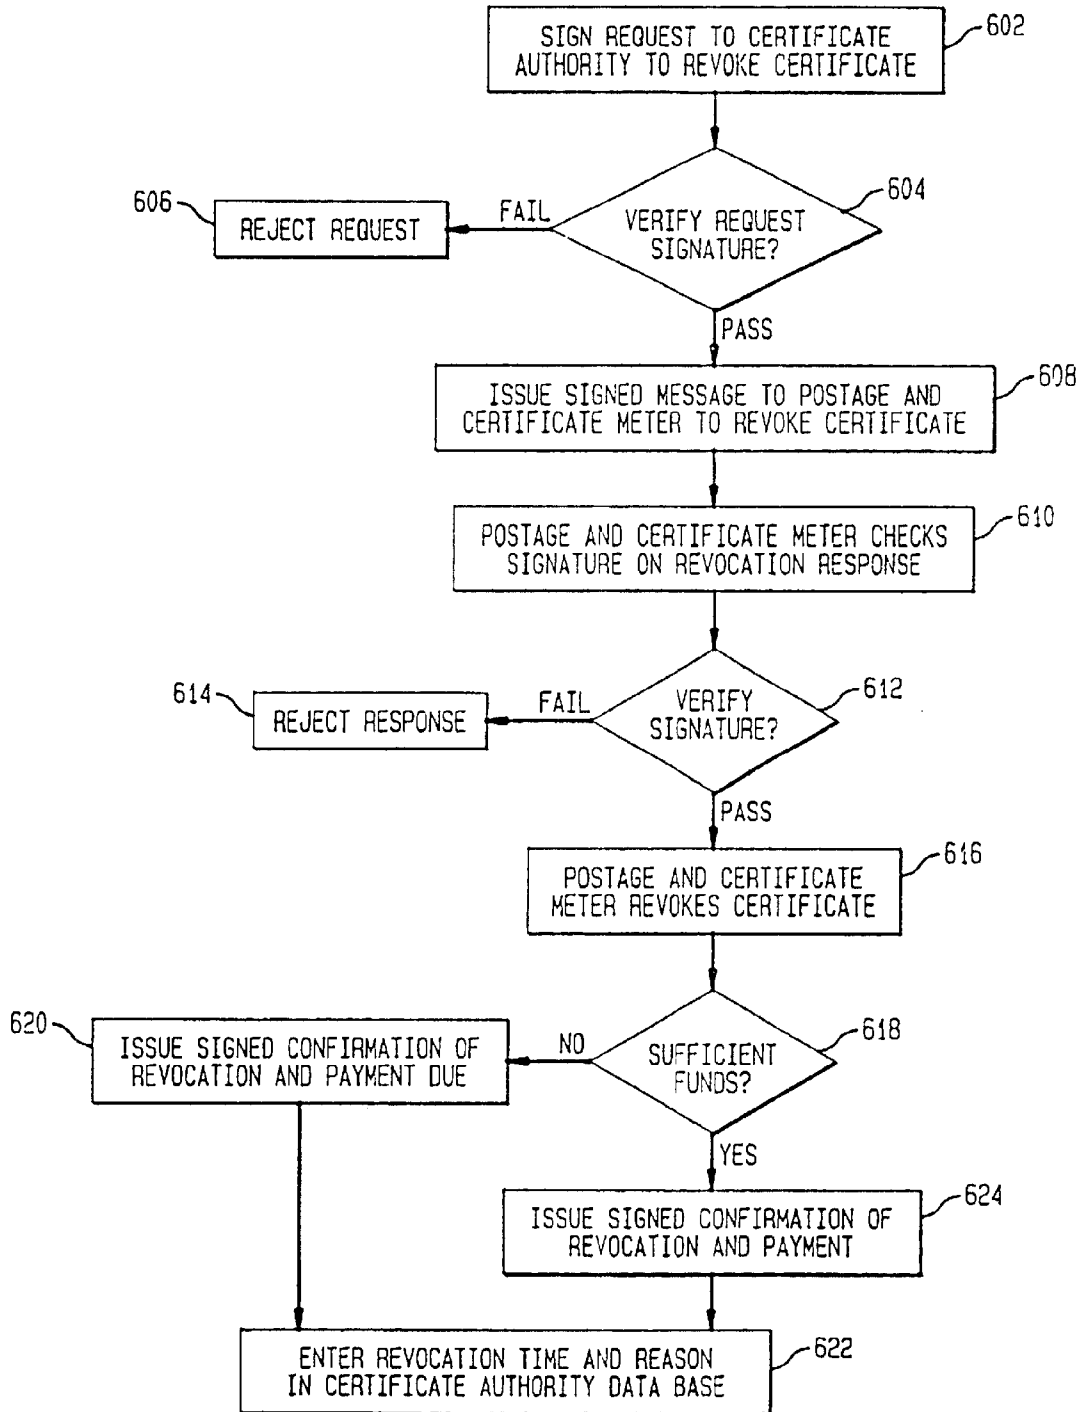 SIGN REQUEST TO CERTIFICATE
AUTHORITY TO REVOKE CERTIFICATE
602
604
606
REJECT REQUEST
FAIL
VERIFY REQUEST
SIGNATURE?
PASS
608
ISSUE SIGNED MESSAGE TO POSTAGE AND
CERTIFICATE METER TO REVOKE CERTIFICATE
610
POSTAGE AND CERTIFICATE METER CHECKS
SIGNATURE ON REVOCATION RESPONSE
612
614
REJECT RESPONSE
FAIL
VERIFY
SIGNATURE?
PASS
616
POSTAGE AND CERTIFICATE
METER REVOKES CERTIFICATE
618
620
ISSUE SIGNED CONFIRMATION OF
REVOCATION AND PAYMENT DUE
NO
SUFFICIENT
FUNDS?
YES
624
ISSUE SIGNED CONFIRMATION OF
REVOCATION AND PAYMENT
622
ENTER REVOCATION TIME AND REASON
IN CERTIFICATE AUTHORITY DATA BASE